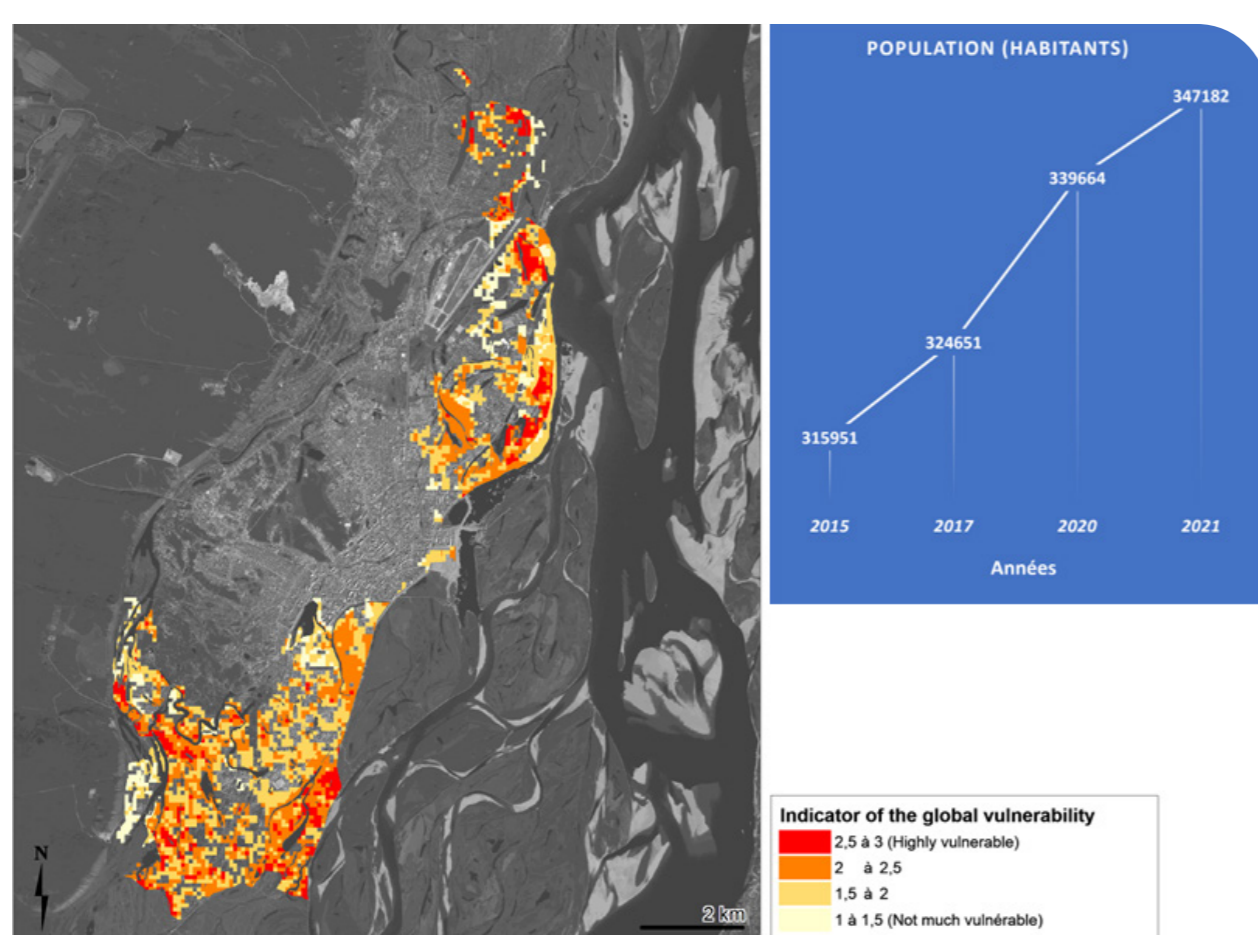 POPULATION (HABITANTS)
347182
339664
324651
315951
2015 2017 2020 2021
Années
Indicator of the global vulnerability
2,5 à 3 (Highly vulnerable)
2 à 2,5
1,5 à 2
1 à 1,5 (Not much vulnérable)
N
2 km